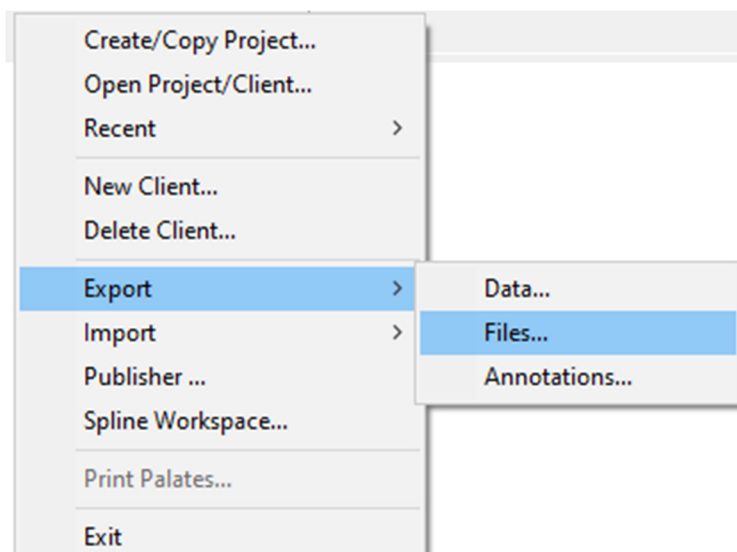 Create/Copy Project...
Open Project/Client...
Recent
New Client...
Delete Client...
Export
Import
Publisher ...
Spline Workspace...
Print Palates...
Exit
Data...
Files...
Annotations...